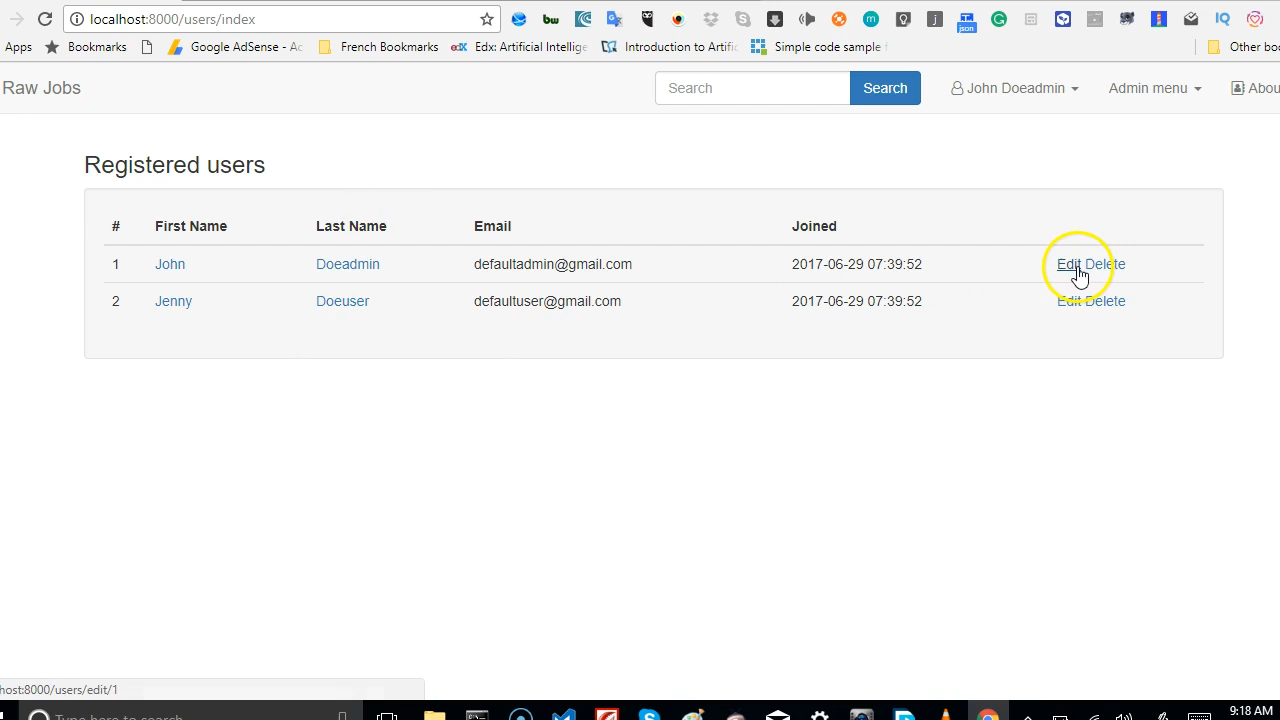 localhost:8000/users/index
bw
j
json
G
IQ
Apps Bookmarks Google AdSense - Ac French Bookmarks edX Edx: Artificial Intellige Introduction to Artific Simple code sample f Other boo
Raw Jobs Search Search John Doeadmin Admin menu Abou
Registered users
# First Name Last Name Email Joined
1 John Doeadmin defaultadmin@gmail.com 2017-06-29 07:39:52 Edit Delete
2 Jenny Doeuser defaultuser@gmail.com 2017-06-29 07:39:52 Edit Delete
host:8000/users/edit/1
Type here to search
9:18 AM